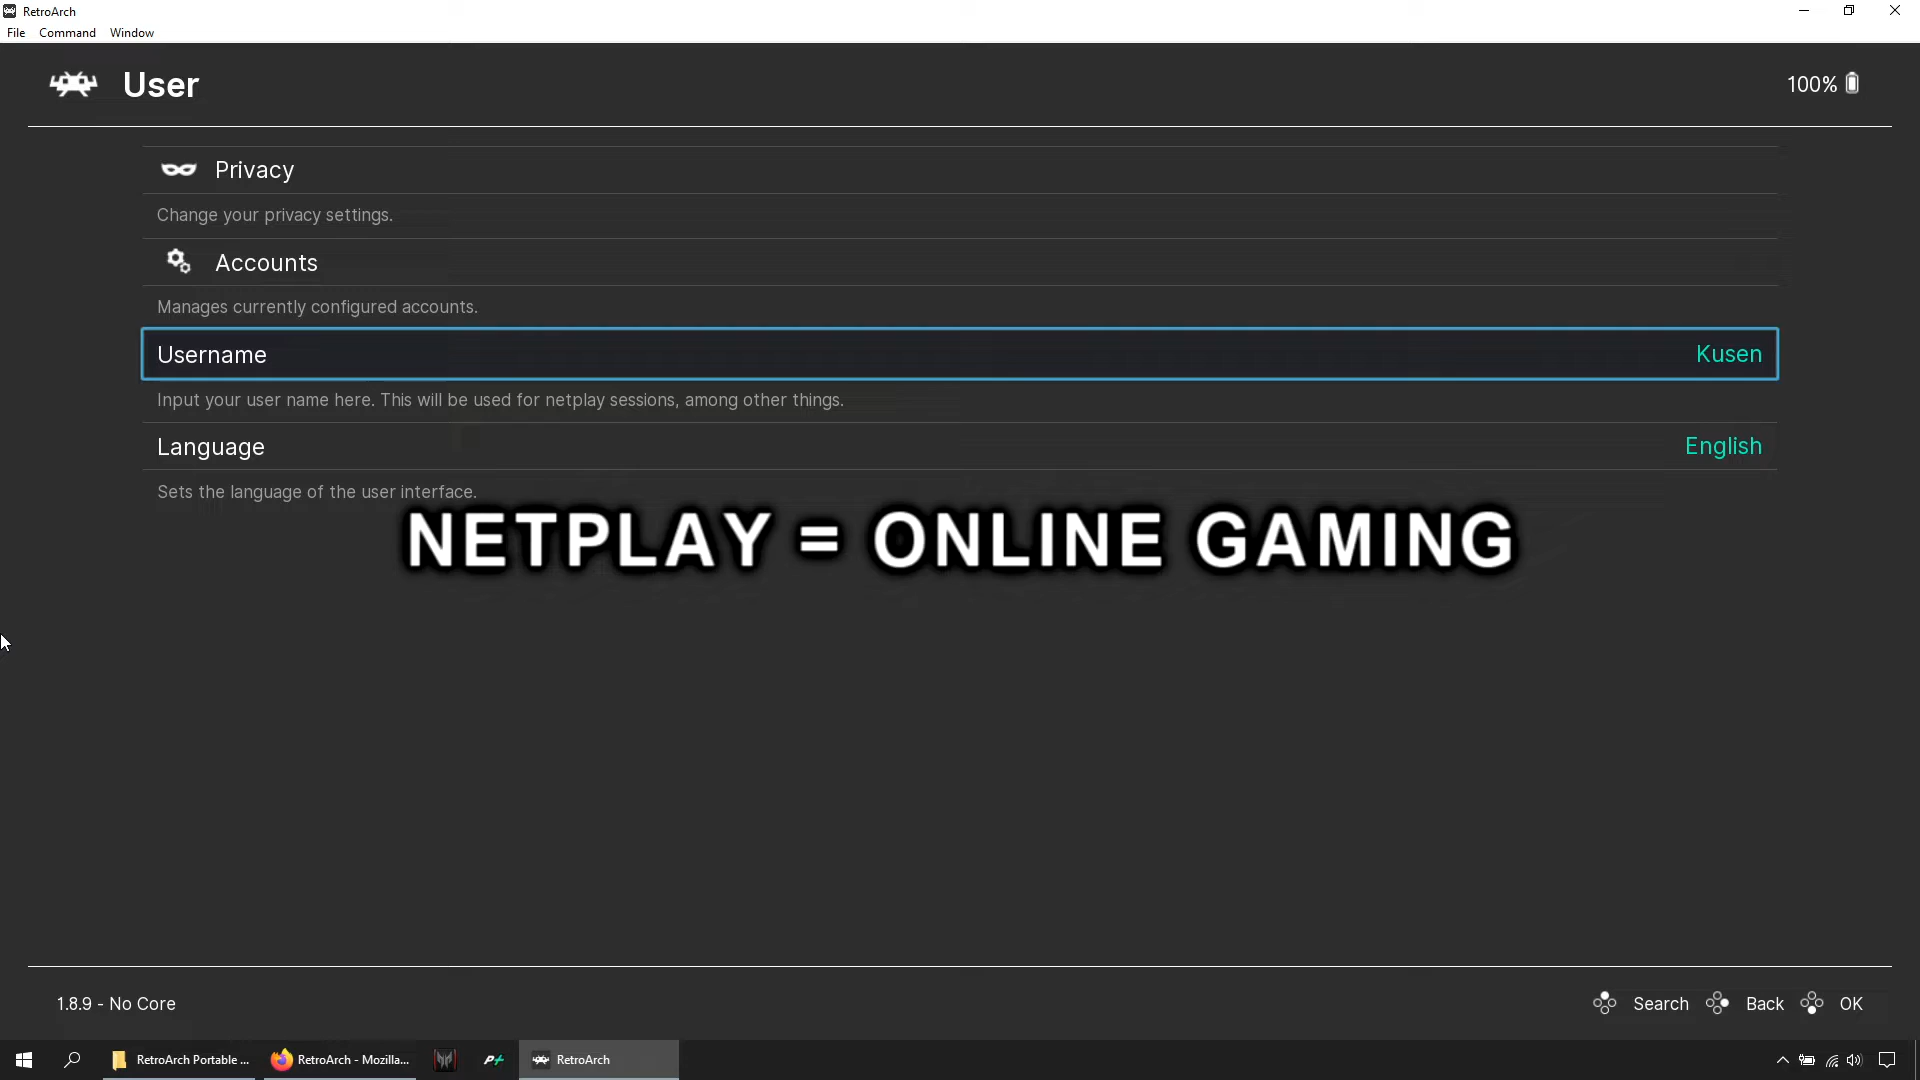 RetroArch
File Command Window
User
100%
Privacy
Change your privacy settings.
Accounts
Manages currently configured accounts.
Username Kusen
Input your user name here. This will be used for netplay sessions, among other things.
Language English
Sets the language of the user interface.
NETPLAY = ONLINE GAMING
1.8.9 - No Core
Search Back OK
RetroArch Portable ... RetroArch - Mozilla... P+ RetroArch